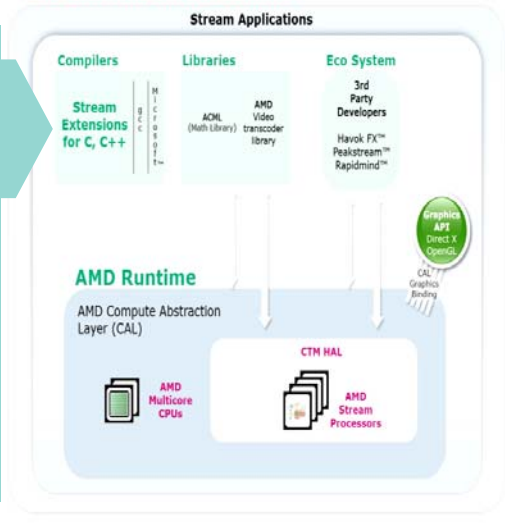 Stream Applications
Compilers
Stream
Extensions
for C, C++
gcc
Microsoft™
Libraries
ACML
(Math Library)
AMD
Video
transcoder
library
Eco System
3rd
Party
Developers
Havok FX™
Peakstream™
Rapidmind™
Graphics
API
Direct X
OpenGL
CAL
Graphics
Binding
AMD Runtime
AMD Compute Abstraction
Layer (CAL)
CTM HAL
AMD
Multicore
CPUs
AMD
Stream
Processors